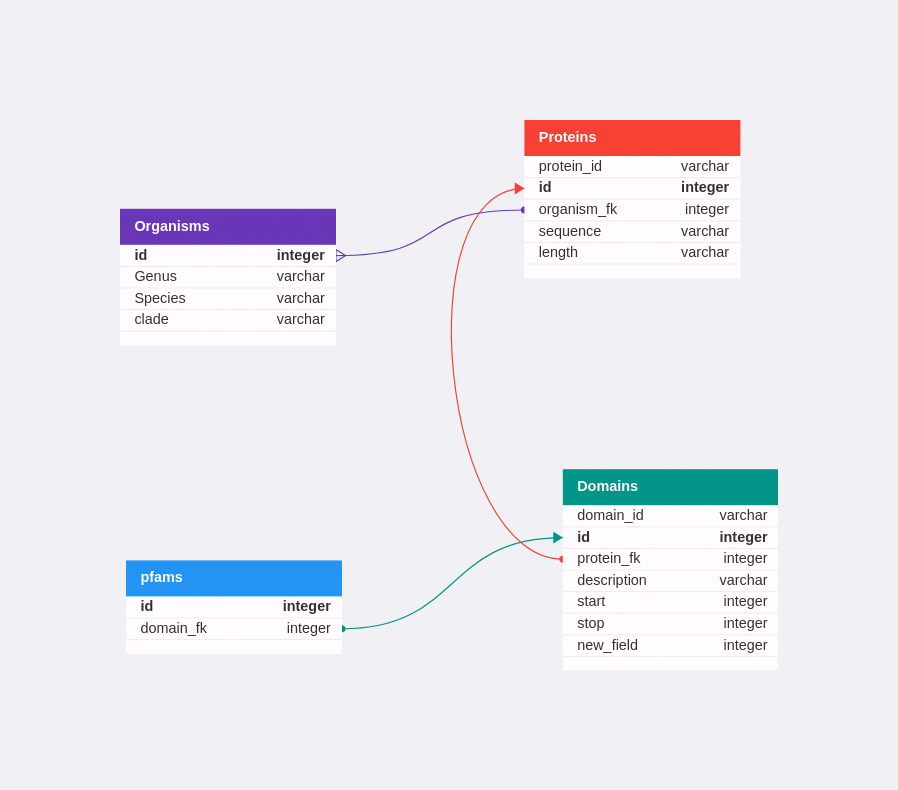 Organisms
id integer
Genus varchar
Species varchar
clade varchar
Proteins
protein_id varchar
id integer
organism_fk integer
sequence varchar
length varchar
pfams
id integer
domain_fk integer
Domains
domain_id varchar
id integer
protein_fk integer
description varchar
start integer
stop integer
new_field integer